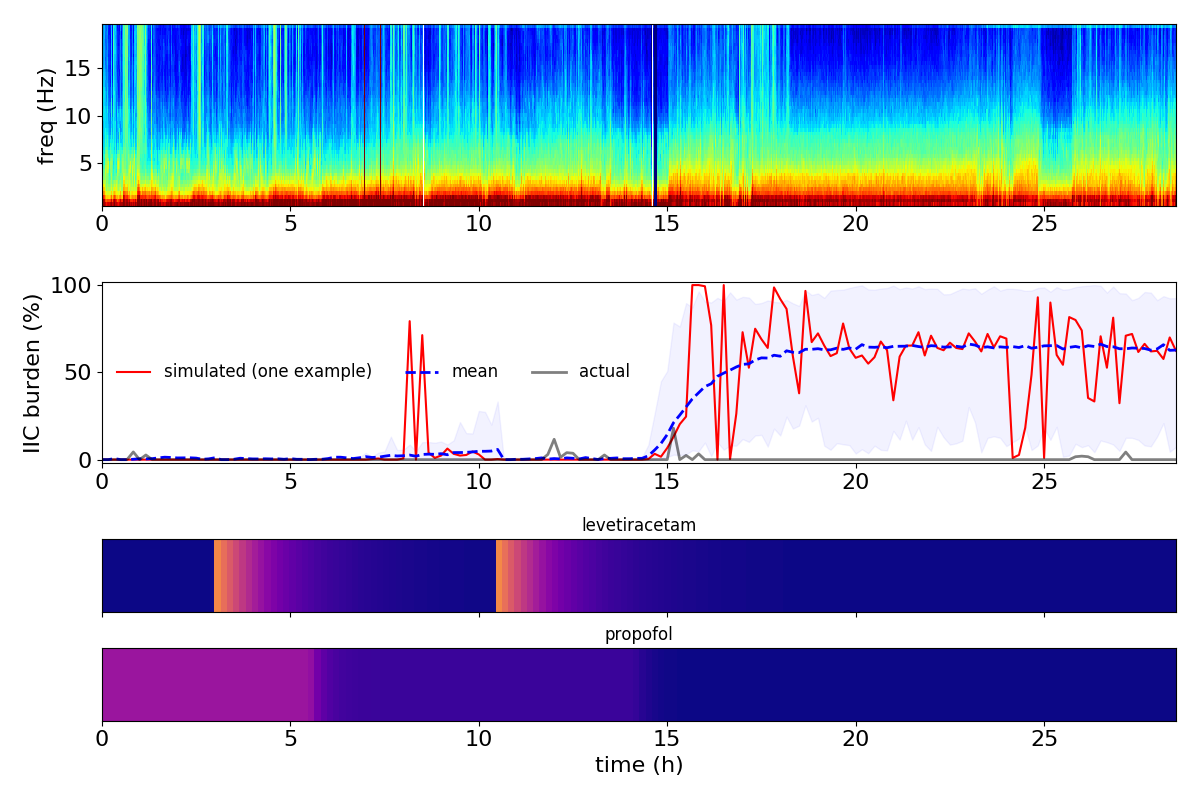 freq (Hz)
15
10
5
0 5 10 15 20 25
IIC burden (%)
100
50
0
simulated (one example) mean actual
0 5 10 15 20 25
levetiracetam
propofol
0 5 10 15 20 25
time (h)